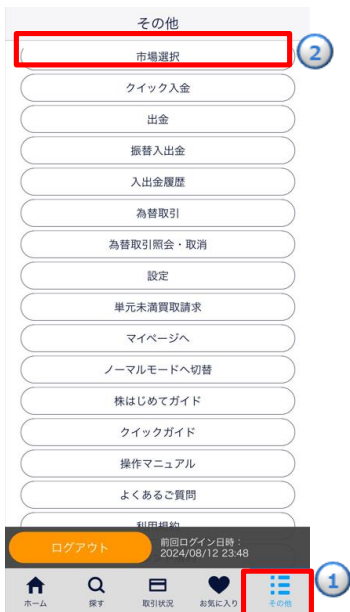 その他
市場選択
2
クイック入金
出金
振替入出金
入出金履歴
為替取引
為替取引照会・取消
設定
単元未満買取請求
マイページへ
ノーマルモードへ切替
株はじめてガイド
クイックガイド
操作マニュアル
よくあるご質問
利用規約
ログアウト
前回ログイン日時：
2024/08/12 23:48
ホーム
探す
取引状況
お気に入り
その他
1